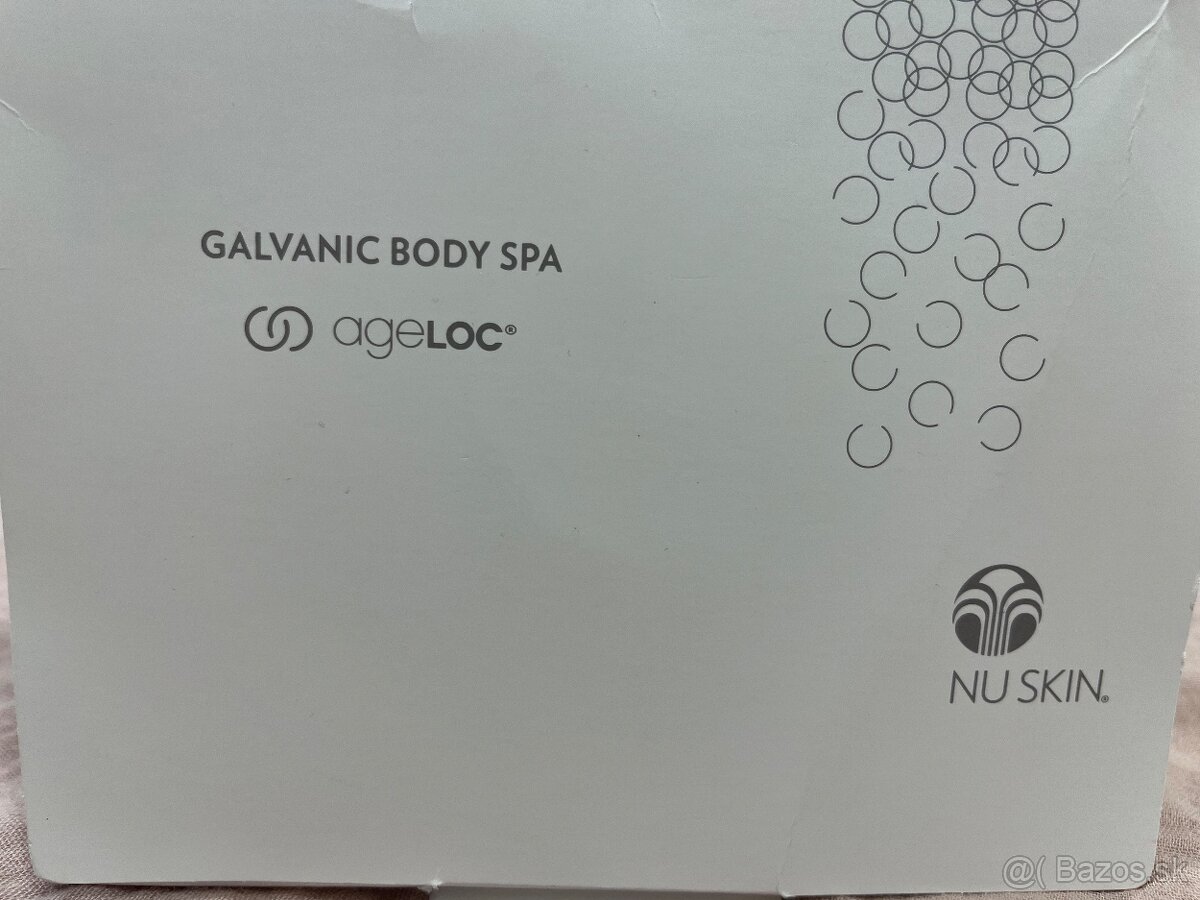 GALVANIC BODY SPA
ageLOC®
NU SKIN®
@( Bazos.sk